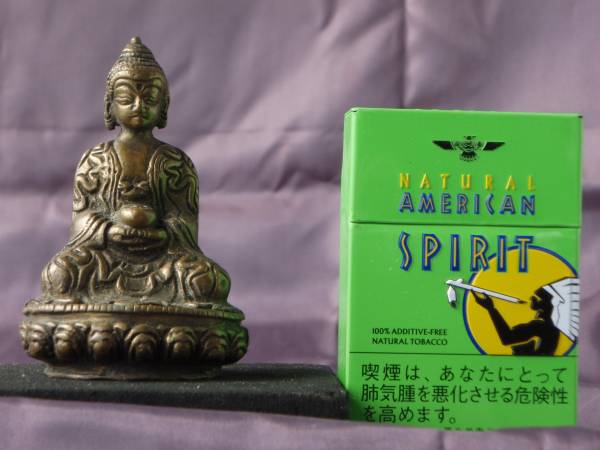 NATURAL
AMERICAN
SPIRIT
100% ADDITIVE-FREE
NATURAL TOBACCO
喫煙は、あなたにとって
肺気腫を悪化させる危険性
を高めます。